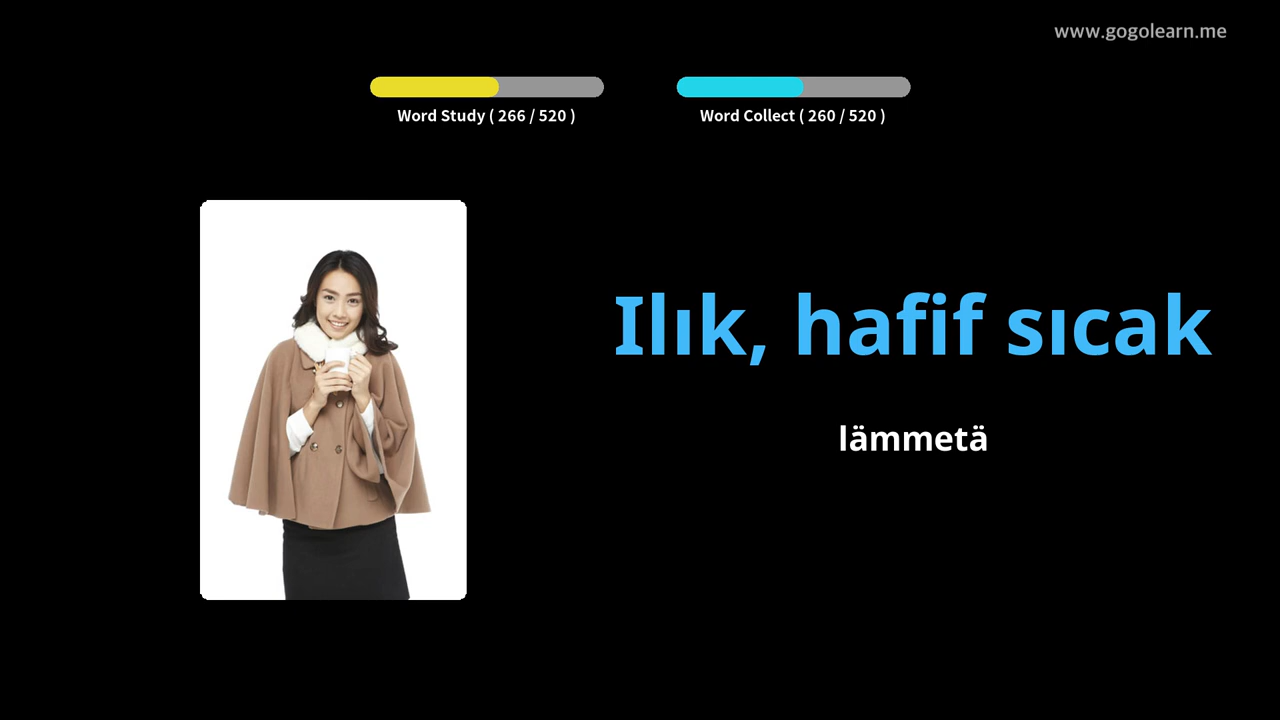 www.gogolearn.me
Word Study ( 266 / 520 )
Word Collect ( 260 / 520 )
Ilık, hafif sıcak
lämmetä